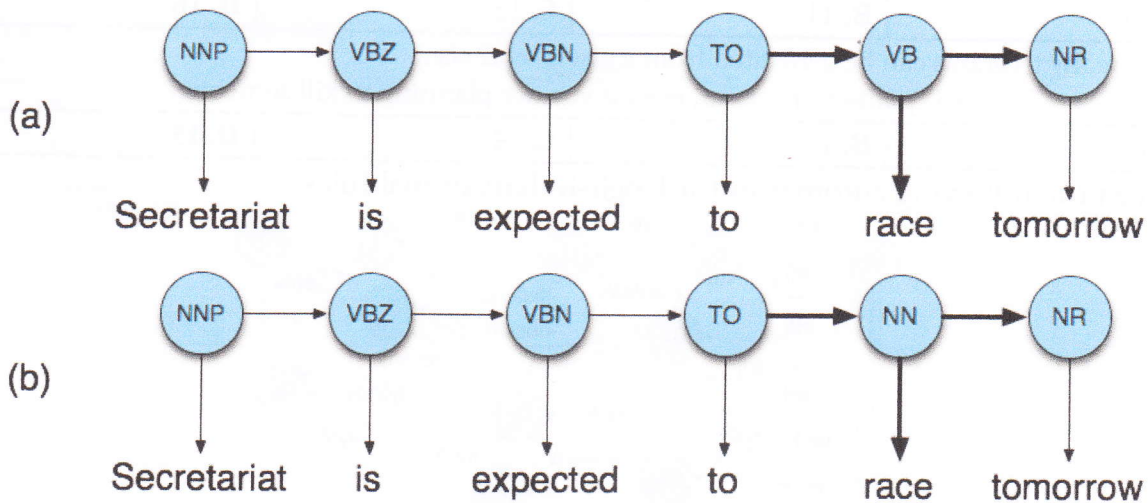 NNP VBZ VBN TO VB NR
(a)
Secretariat is expected to race tomorrow
NNP VBZ VBN TO NN NR
(b)
Secretariat is expected to race tomorrow